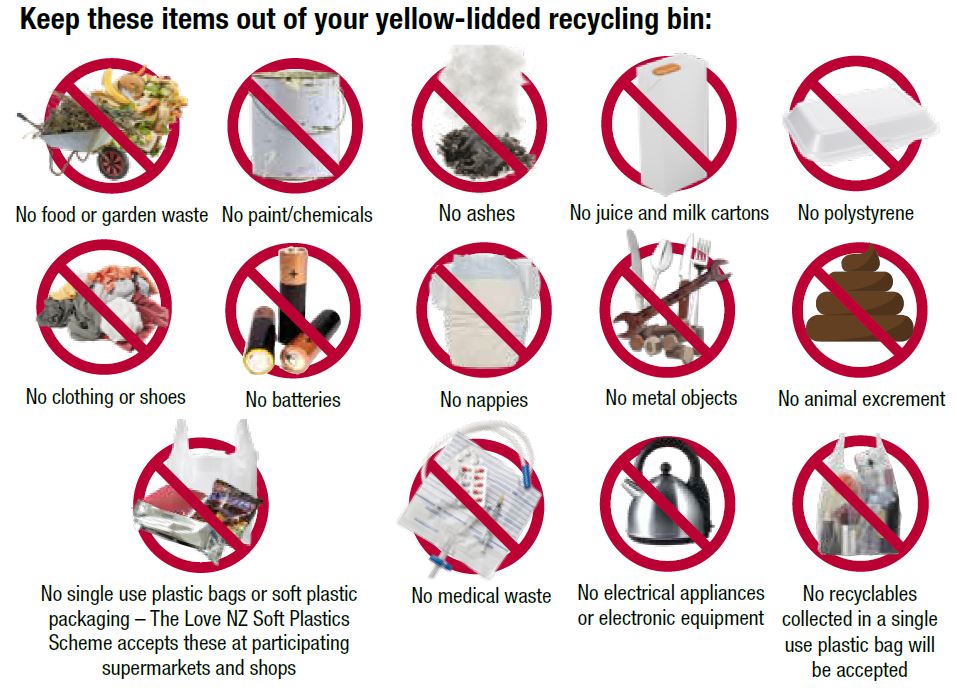 Keep these items out of your yellow-lidded recycling bin:
No food or garden waste
No paint/chemicals
No ashes
No juice and milk cartons
No polystyrene
No clothing or shoes
No batteries
No nappies
No metal objects
No animal excrement
No single use plastic bags or soft plastic
packaging – The Love NZ Soft Plastics
Scheme accepts these at participating
supermarkets and shops
No medical waste
No electrical appliances
or electronic equipment
No recyclables
collected in a single
use plastic bag will
be accepted